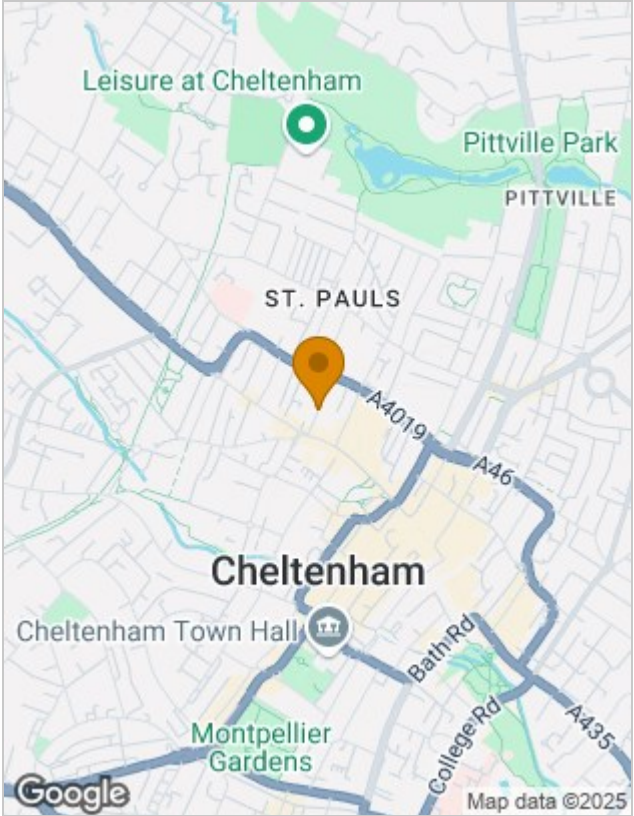 Leisure at Cheltenham
Pittville Park
PITTVILLE
ST. PAULS
A4019
A46
Cheltenham
Cheltenham Town Hall
Bath Rd
College Rd
A435
Montpellier
Gardens
Google
Map data ©2025